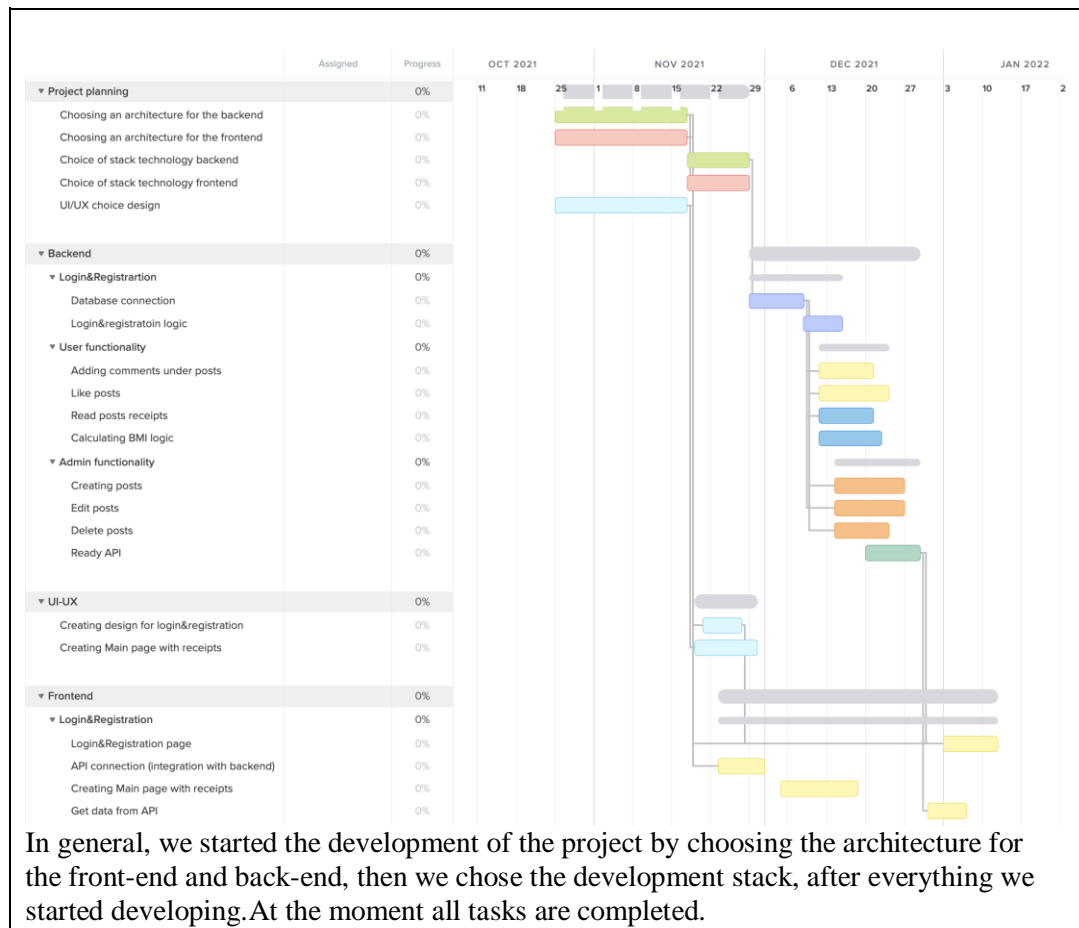 Assigned Progress OCT 2021 NOV 2021 DEC 2021 JAN 2022
▼ Project planning 0% 11 18 25 1 8 15 22 29 6 13 20 27 3 10 17 2
Choosing an architecture for the backend 0%
Choosing an architecture for the frontend 0%
Choice of stack technology backend 0%
Choice of stack technology frontend 0%
UI/UX choice design 0%
▼ Backend 0%
▼ Login&Registrartion 0%
Database connection 0%
Login&registratoin logic 0%
▼ User functionality 0%
Adding comments under posts 0%
Like posts 0%
Read posts receipts 0%
Calculating BMI logic 0%
▼ Admin functionality 0%
Creating posts 0%
Edit posts 0%
Delete posts 0%
Ready API 0%
▼ UI-UX 0%
Creating design for login&registration 0%
Creating Main page with receipts 0%
▼ Frontend 0%
▼ Login&Registration 0%
Login&Registration page 0%
API connection (integration with backend) 0%
Creating Main page with receipts 0%
Get data from API 0%
In general, we started the development of the project by choosing the architecture for
the front-end and back-end, then we chose the development stack, after everything we
started developing.At the moment all tasks are completed.